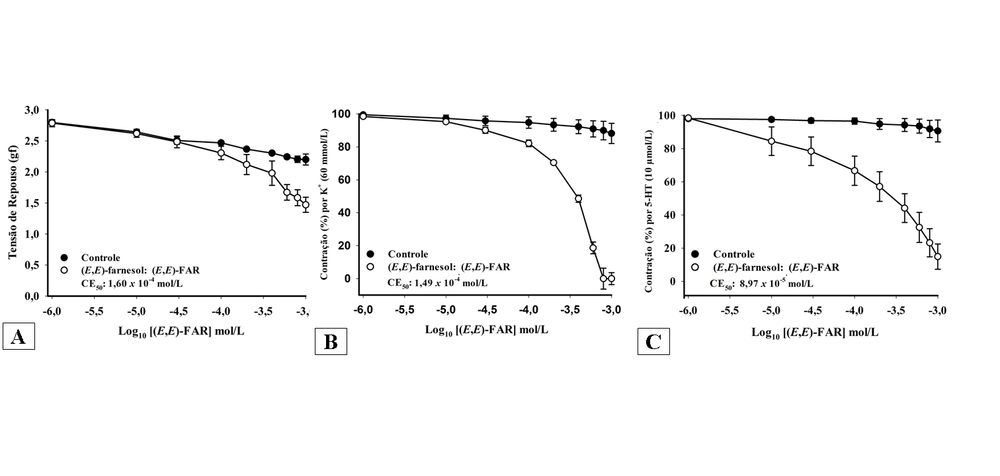 Tensão de Repouso (gf)
3,0
2,5
2,0
1,5
1,0
0,5
0,0
Controle
(E,E)-farnesol: (E,E)-FAR
CE50: 1,60 x 10-4 mol/L
-6,0 -5,5 -5,0 -4,5 -4,0 -3,5 -3,
Log10 [(E,E)-FAR] mol/L
A
Contração (%) por K+ (60 mmol/L)
100
80
60
40
20
0
Controle
(E,E)-farnesol: (E,E)-FAR
CE50: 1,49 x 10-4 mol/L
-6,0 -5,5 -5,0 -4,5 -4,0 -3,5 -3,0
Log10 [(E,E)-FAR] mol/L
B
Contração (%) por 5-HT (10 µmol/L)
100
80
60
40
20
0
Controle
(E,E)-farnesol: (E,E)-FAR
CE50: 8,97 x 10-5 mol/L
-6,0 -5,5 -5,0 -4,5 -4,0 -3,5 -3,0
Log10 [(E,E)-FAR] mol/L
C